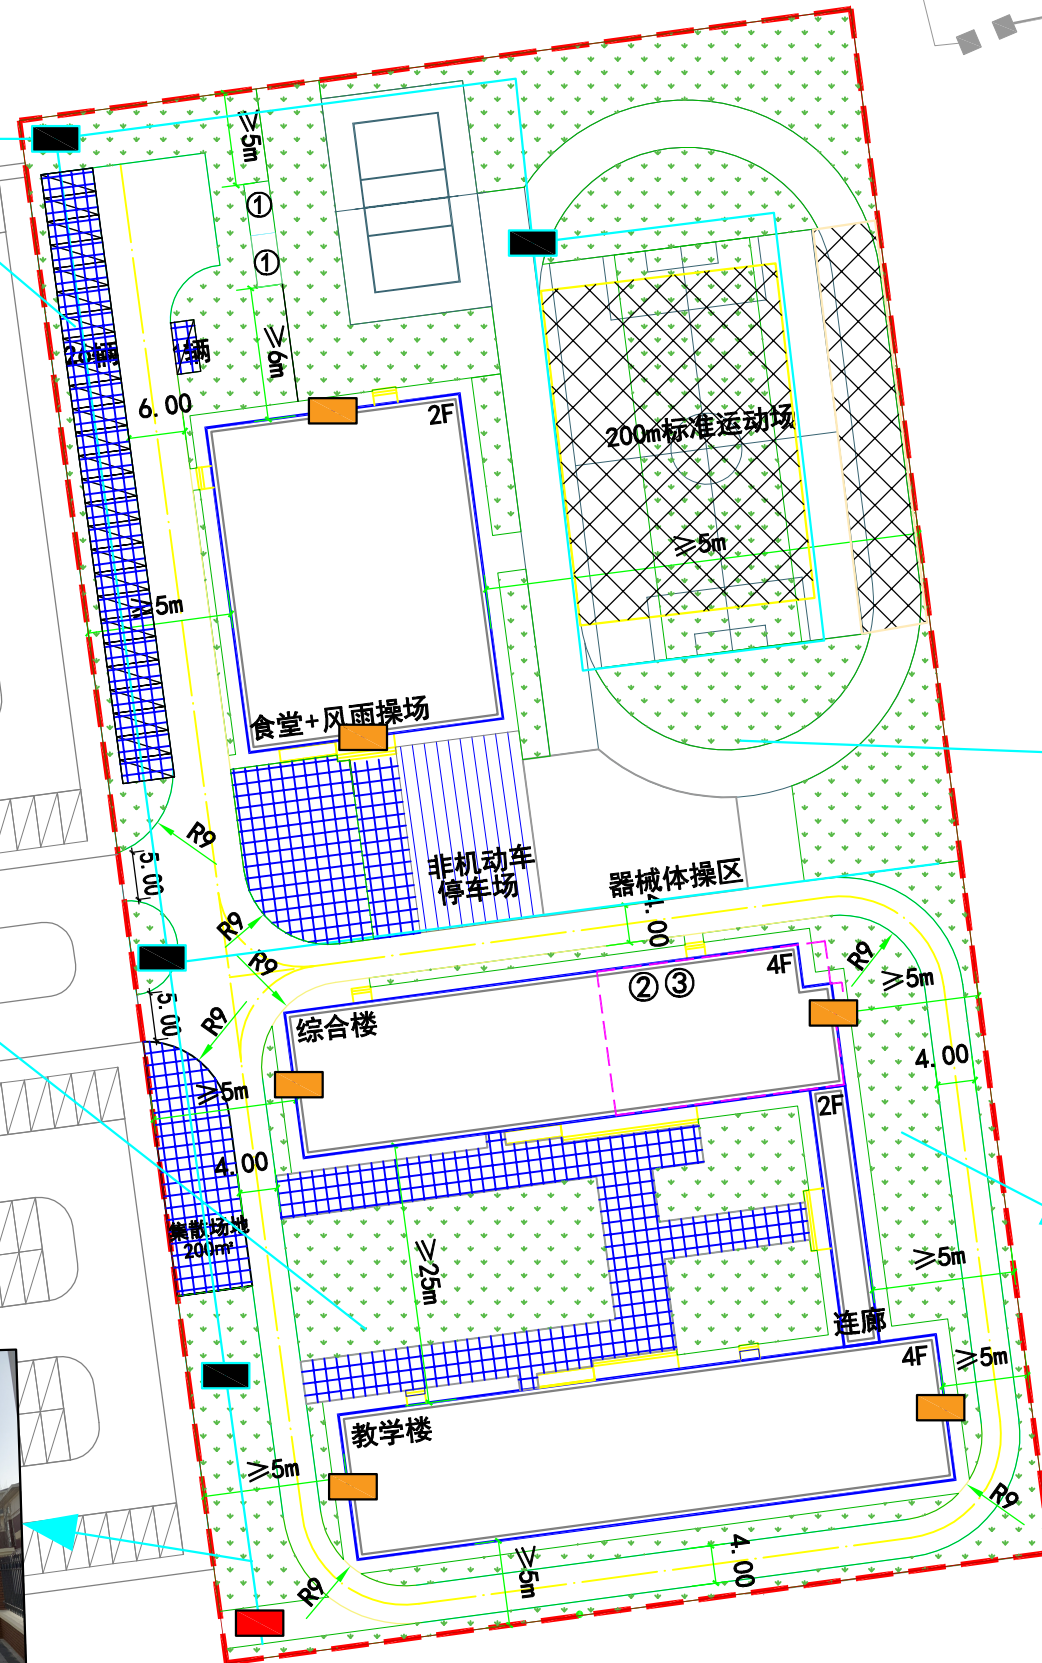 ≥5m
①
①
≥6m
辆
辆
6.00
2F
200m标准运动场
≥5m
≥5m
食堂+风雨操场
R9
5.00
非机动车
停车场
器械体操区
4.00
R9
R9
R9
4F
②③
≥5m
综合楼
5.00
R9
≥5m
4.00
2F
4.00
集散场地
200㎡
≥25m
≥5m
连廊
4F
≥5m
教学楼
≥5m
R9
≥5m
4.00
R9